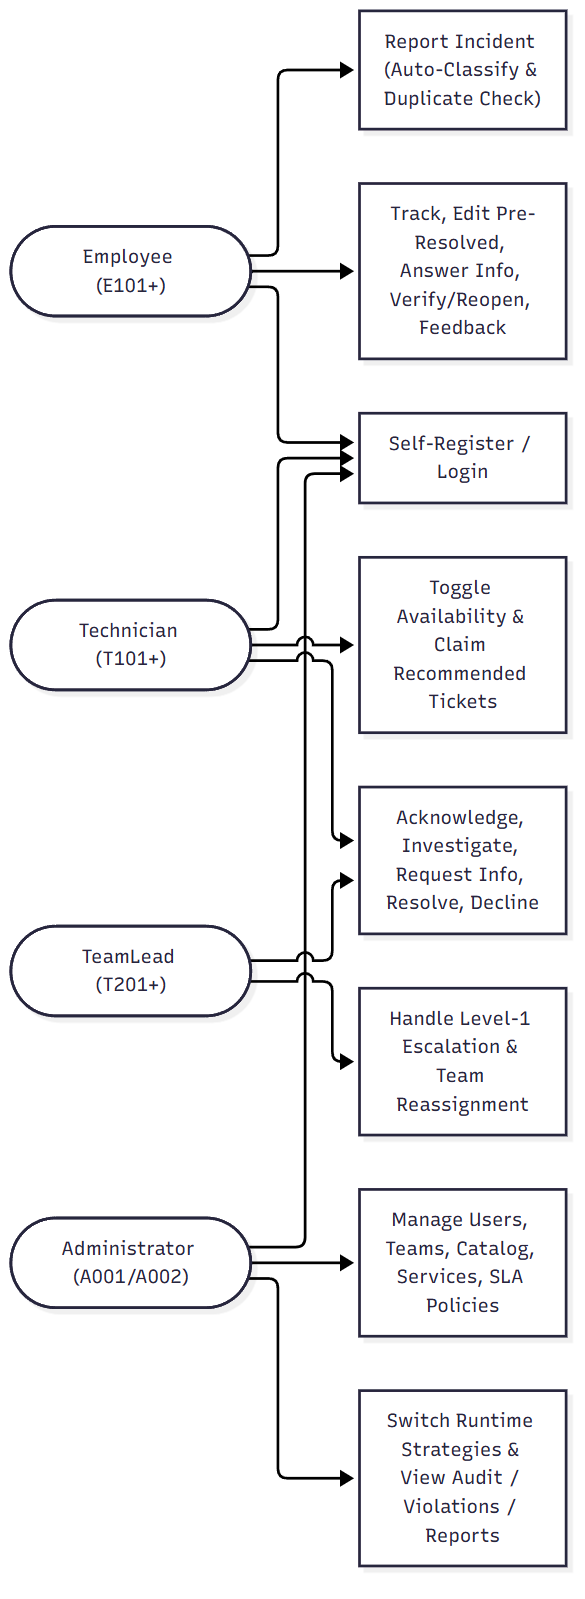 Report Incident
(Auto-Classify &
Duplicate Check)
Track, Edit Pre-
Resolved,
Answer Info,
Verify/Reopen,
Feedback
Employee
(E101+)
Self-Register /
Login
Toggle
Availability &
Claim
Recommended
Tickets
Technician
(T101+)
Acknowledge,
Investigate,
Request Info,
Resolve, Decline
TeamLead
(T201+)
Handle Level-1
Escalation &
Team
Reassignment
Manage Users,
Teams, Catalog,
Services, SLA
Policies
Administrator
(A001/A002)
Switch Runtime
Strategies &
View Audit /
Violations /
Reports